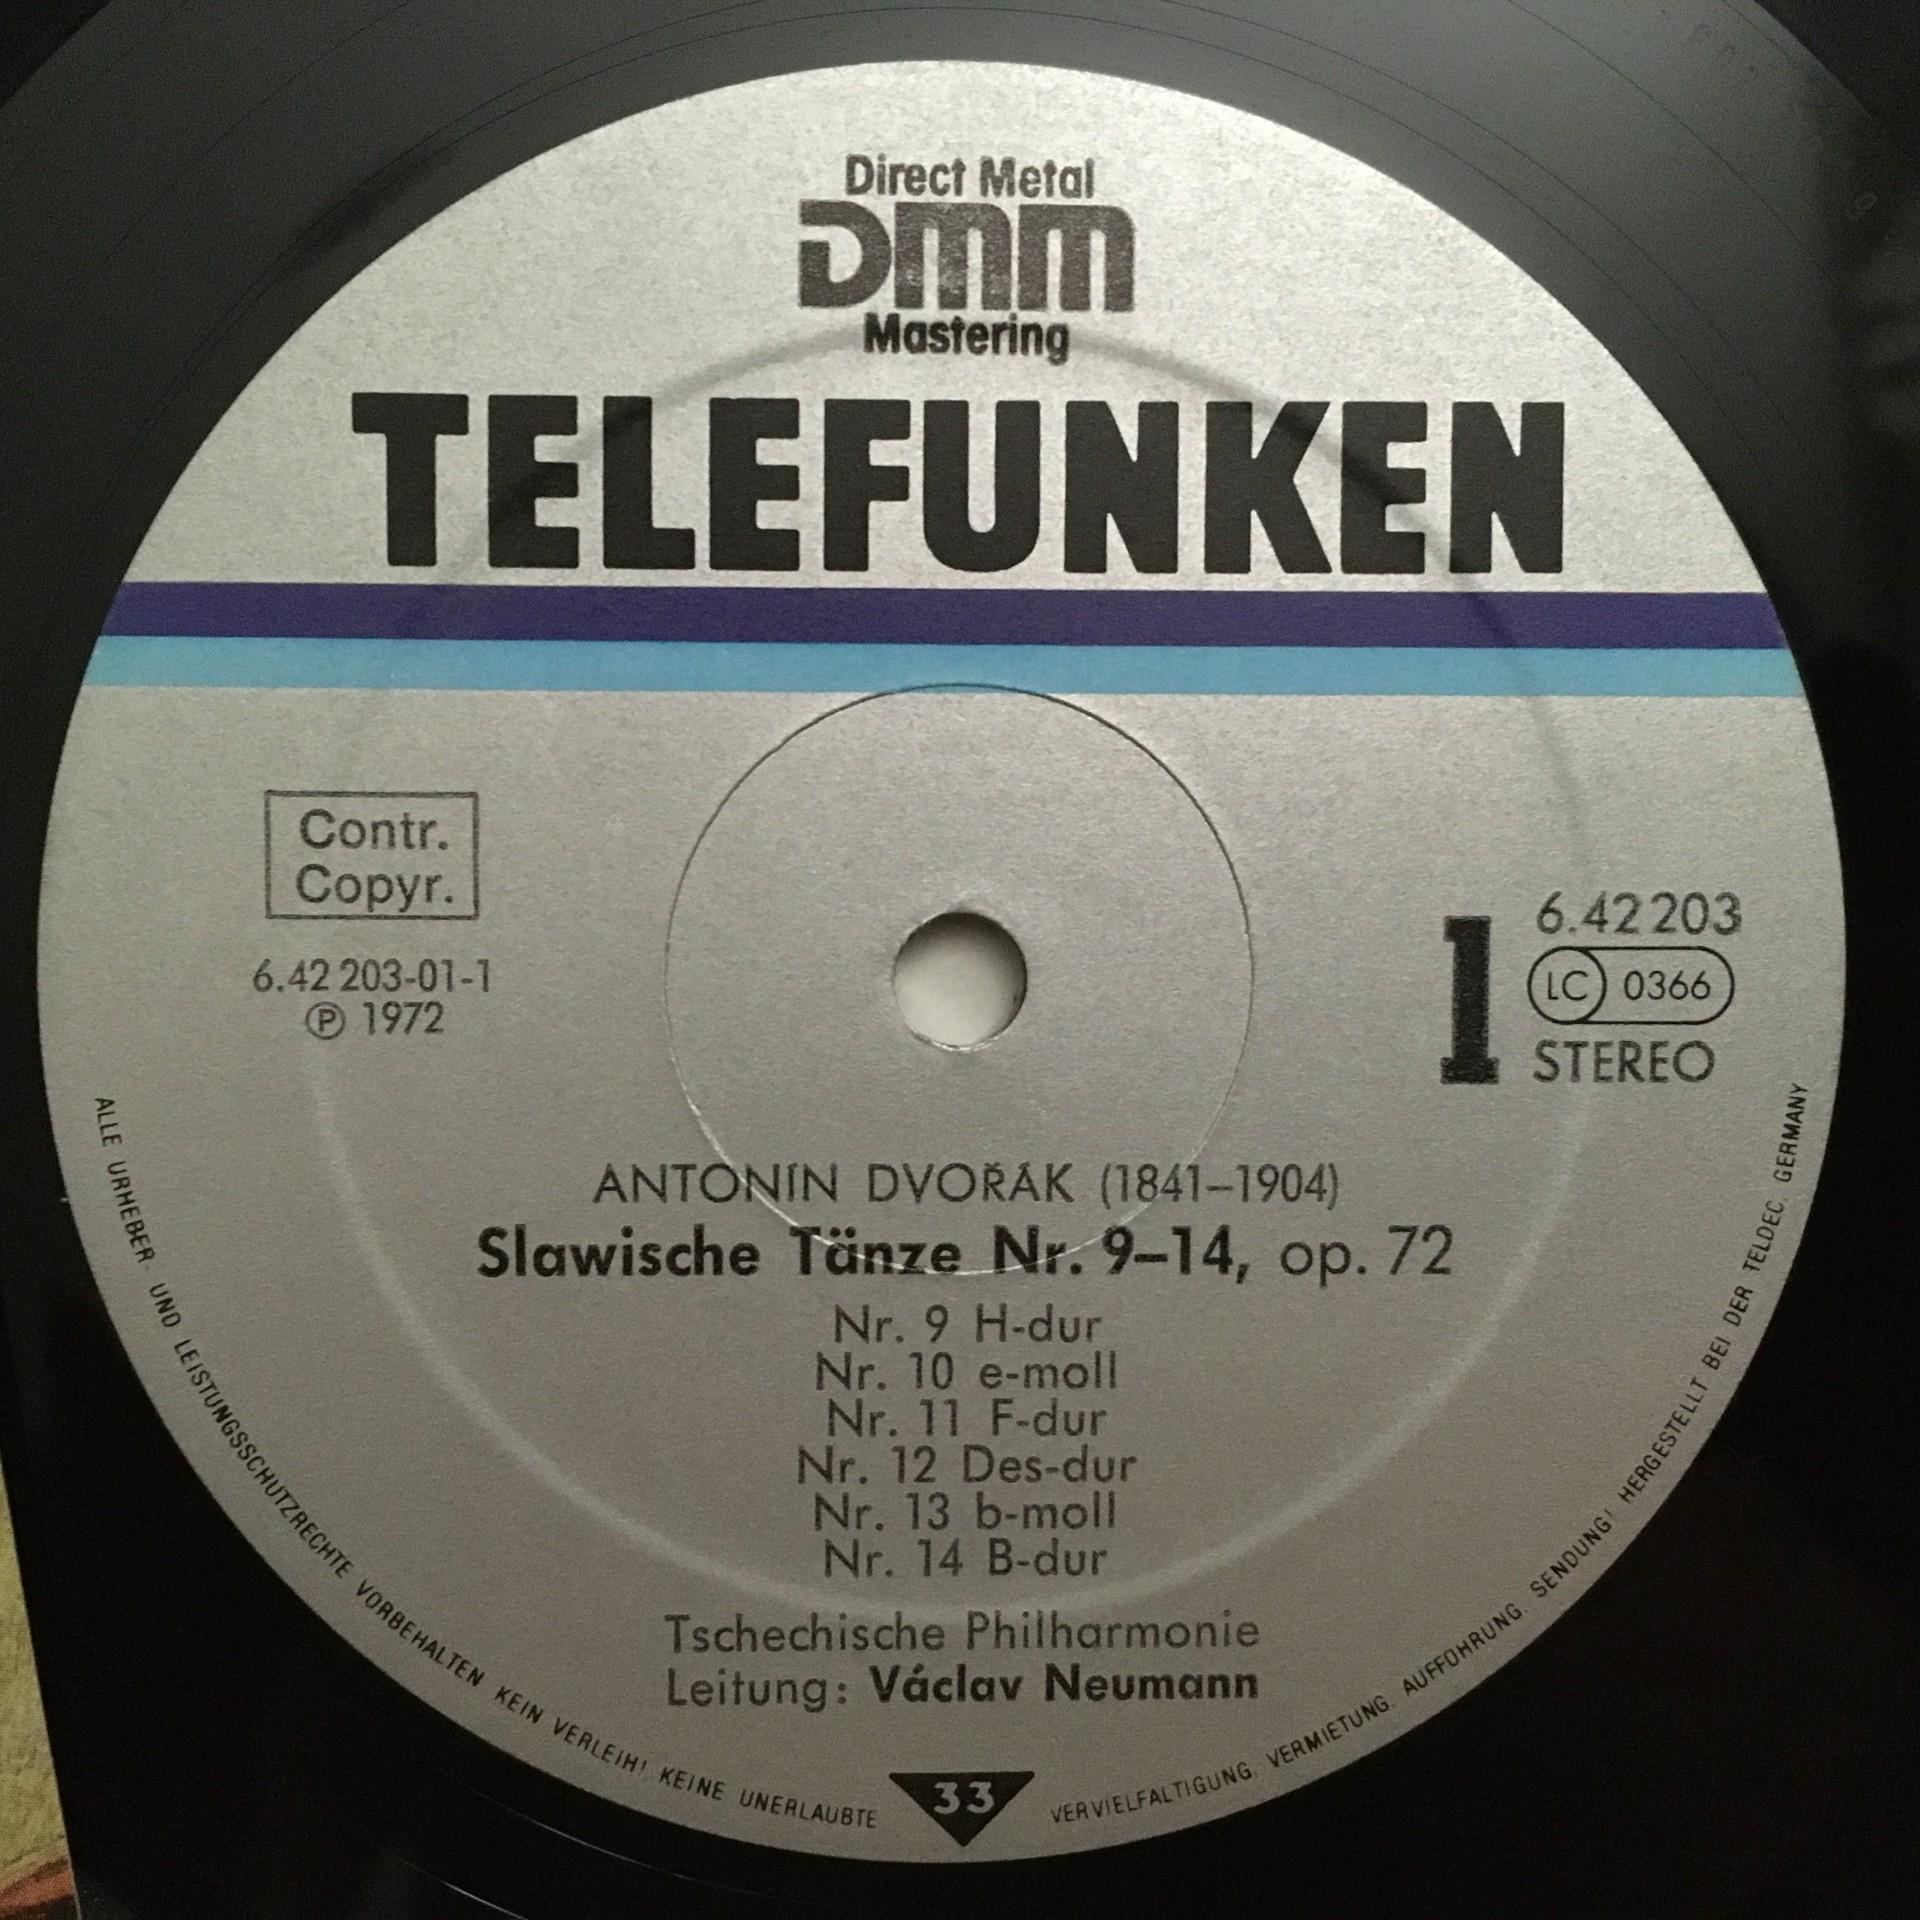 Direct Metal
DMM
Mastering
TELEFUNKEN
Contr.
Copyr.
6.42 203-01-1
Ⓟ 1972
1
6.42 203
LC 0366
STEREO
ANTONÍN DVOŘÁK (1841–1904)
Slawische Tänze Nr. 9–14, op. 72
Nr. 9 H-dur
Nr. 10 e-moll
Nr. 11 F-dur
Nr. 12 Des-dur
Nr. 13 b-moll
Nr. 14 B-dur
Tschechische Philharmonie
Leitung: Václav Neumann
33
ALLE URHEBER- UND LEISTUNGSSCHUTZRECHTE VORBEHALTEN KEIN VERLEIH! KEINE UNERLAUBTE VERVIELFÄLTIGUNG, VERMIETUNG, AUFFÜHRUNG, SENDUNG! HERGESTELLT BEI DER TELDEC, GERMANY